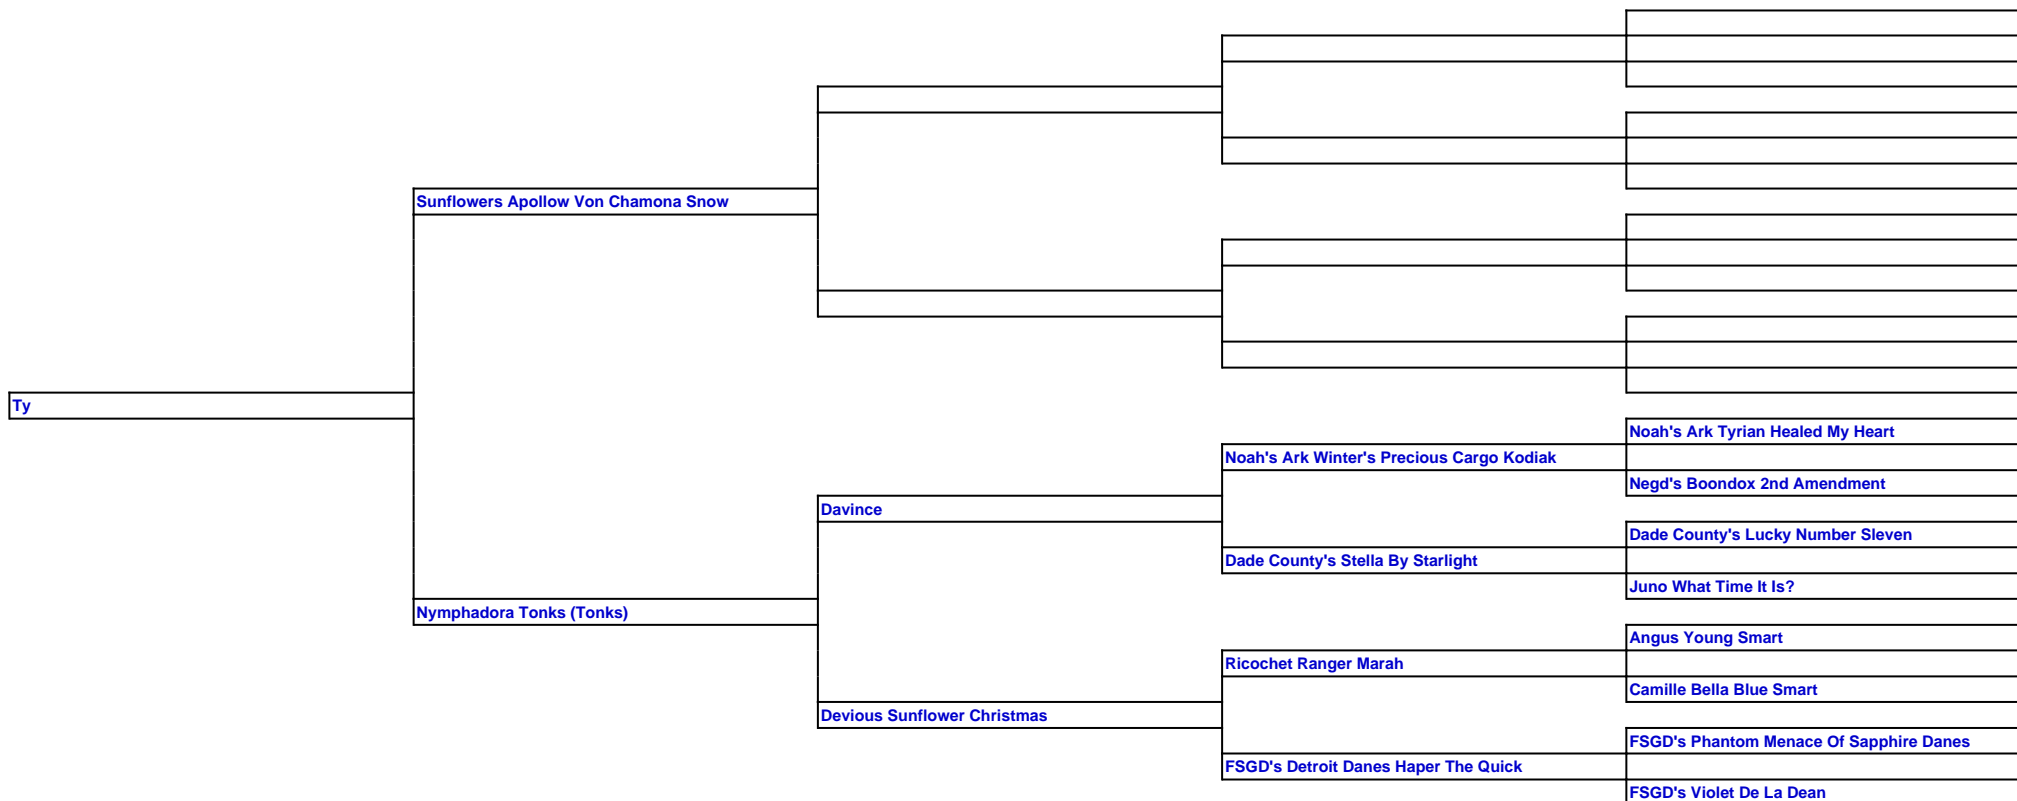 Sunflowers Apollow Von Chamona Snow
Ty
Noah's Ark Tyrian Healed My Heart
Noah's Ark Winter's Precious Cargo Kodiak
Negd's Boondox 2nd Amendment
Davince
Dade County's Lucky Number Sleven
Dade County's Stella By Starlight
Juno What Time It Is?
Nymphadora Tonks (Tonks)
Angus Young Smart
Ricochet Ranger Marah
Camille Bella Blue Smart
Devious Sunflower Christmas
FSGD's Phantom Menace Of Sapphire Danes
FSGD's Detroit Danes Haper The Quick
FSGD's Violet De La Dean